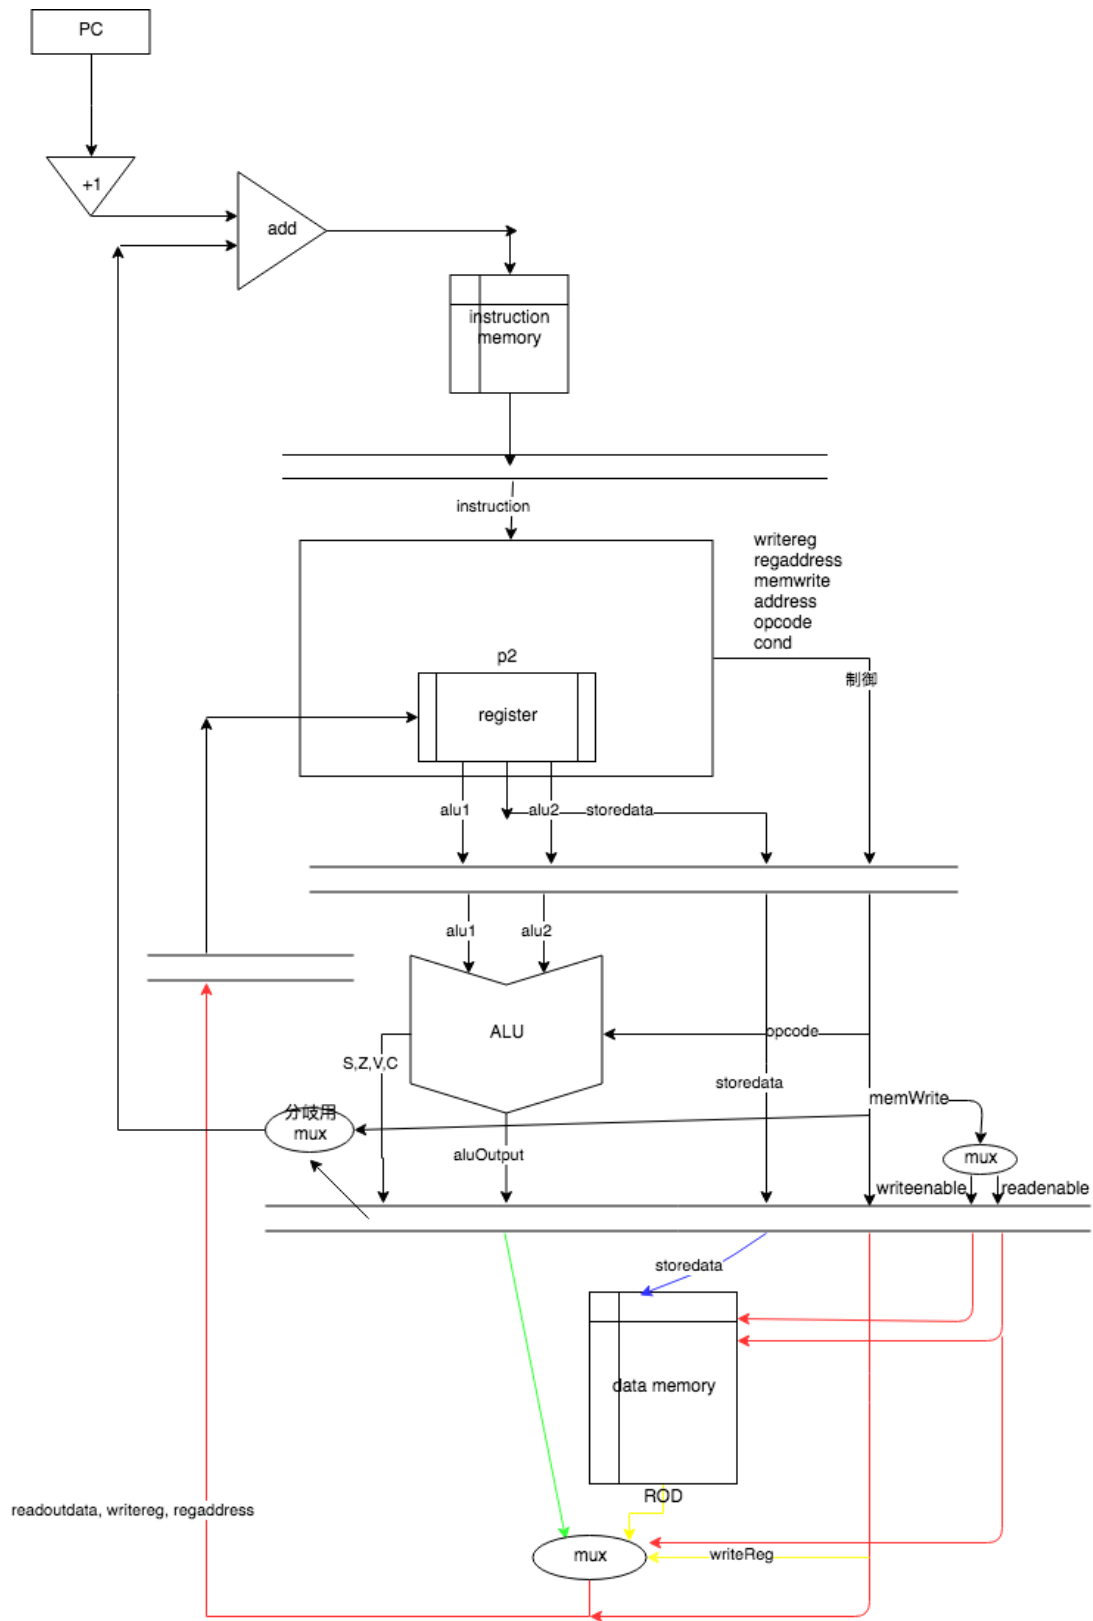 PC
+1
add
instruction
memory
instruction
writereg
regaddress
memwrite
address
opcode
cond
制御
p2
register
alu1
alu2
storedata
alu1
alu2
ALU
opcode
S,Z,V,C
storedata
memWrite
分岐用
mux
aluOutput
mux
writeenable
readenable
storedata
data memory
ROD
readoutdata, writereg, regaddress
mux
writeReg